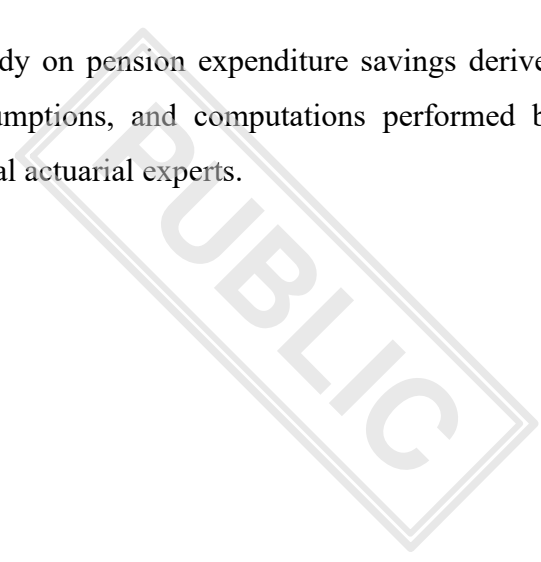 dy on pension expenditure savings derive
umptions, and computations performed b
al actuarial experts.
PUBLIC